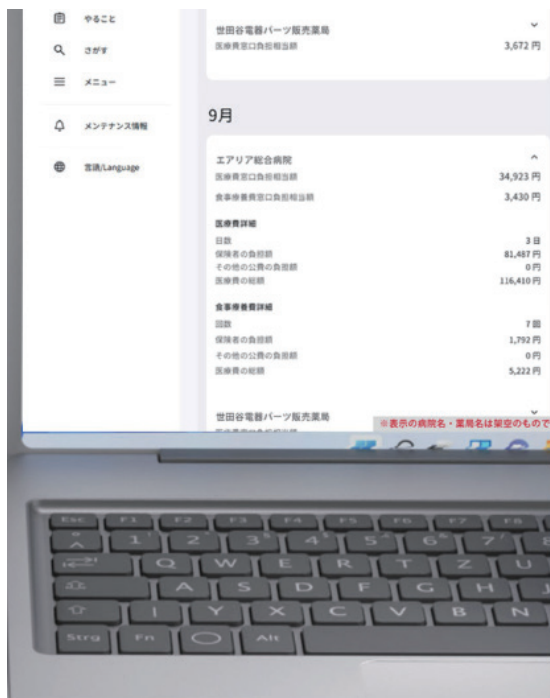 やること
さがす
メニュー
メンテナンス情報
言語/Language
世田谷電器パーツ販売薬局
医療費窓口負担相当額 3,672 円
9月
エアリア総合病院
医療費窓口負担相当額 34,923 円
食事療養費窓口負担相当額 3,430 円
医療費詳細
日数 3 日
保険者の負担額 81,487 円
その他の公費の負担額 0 円
医療費の総額 116,410 円
食事療養費詳細
回数 7 回
保険者の負担額 1,792 円
その他の公費の負担額 0 円
医療費の総額 5,222 円
世田谷電器パーツ販売薬局
※表示の病院名・薬局名は架空のもので
Esc F1 F2 F3 F4 F5 F6 F7 F8
1 2 3 4 5 6 7
Q W E R T Z U
A S D F G H J
Y X C V B N
Strg Fn Alt